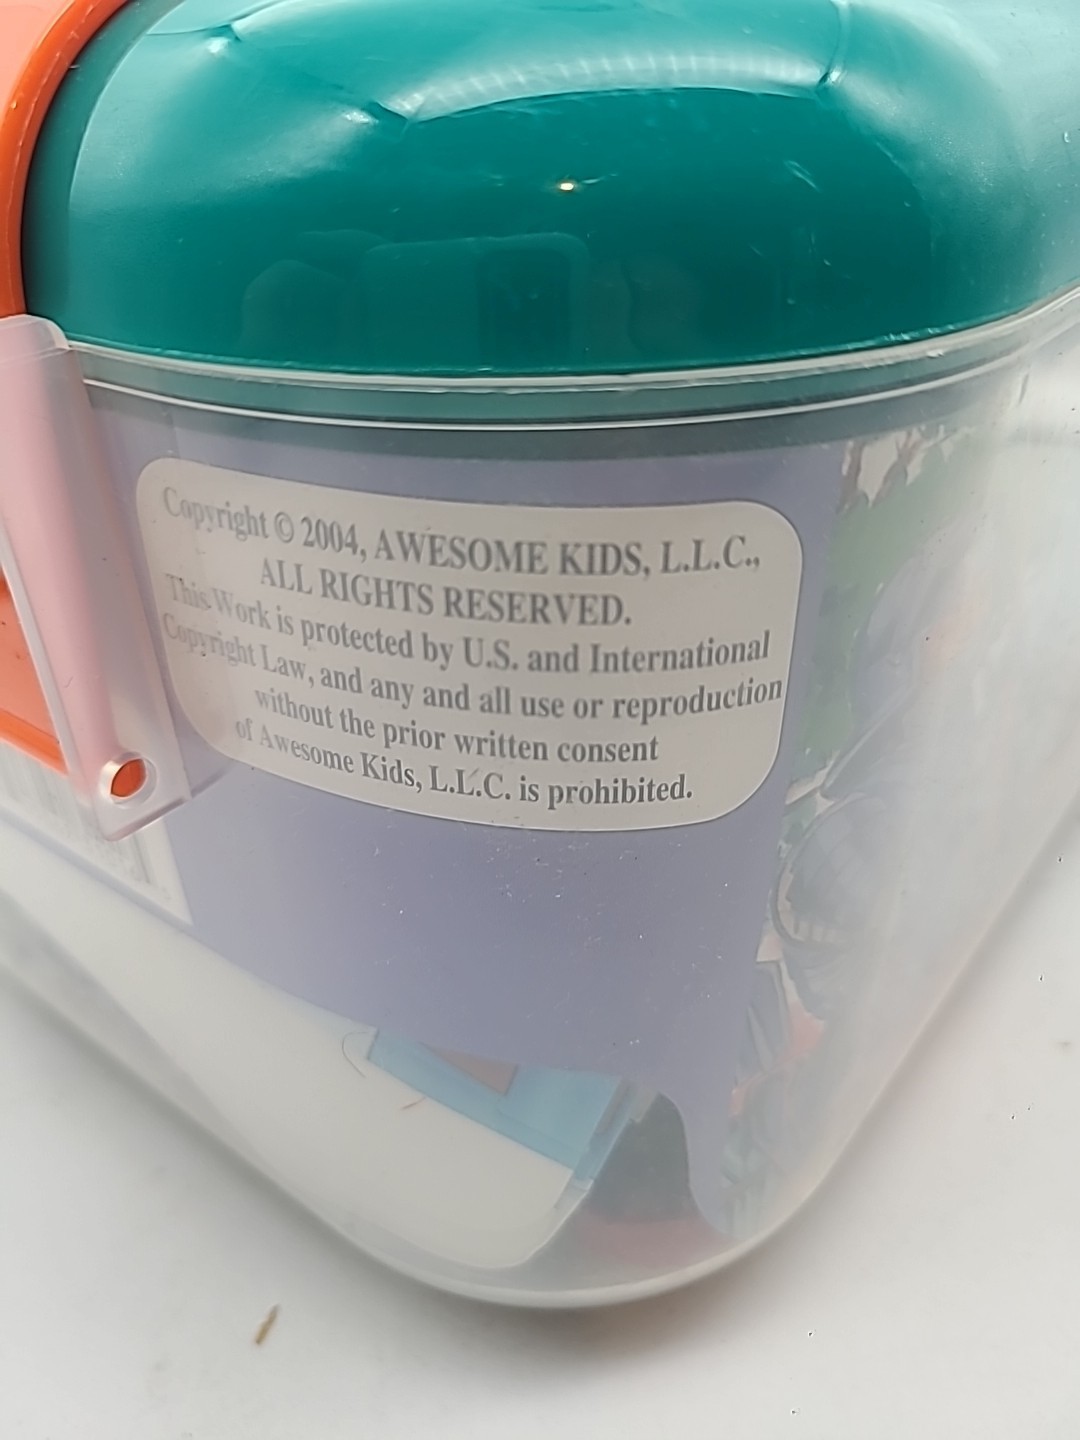 Copyright © 2004, AWESOME KIDS, L.L.C.,
ALL RIGHTS RESERVED.
This Work is protected by U.S. and International
Copyright Law, and any and all use or reproduction
without the prior written consent
of Awesome Kids, L.L.C. is prohibited.